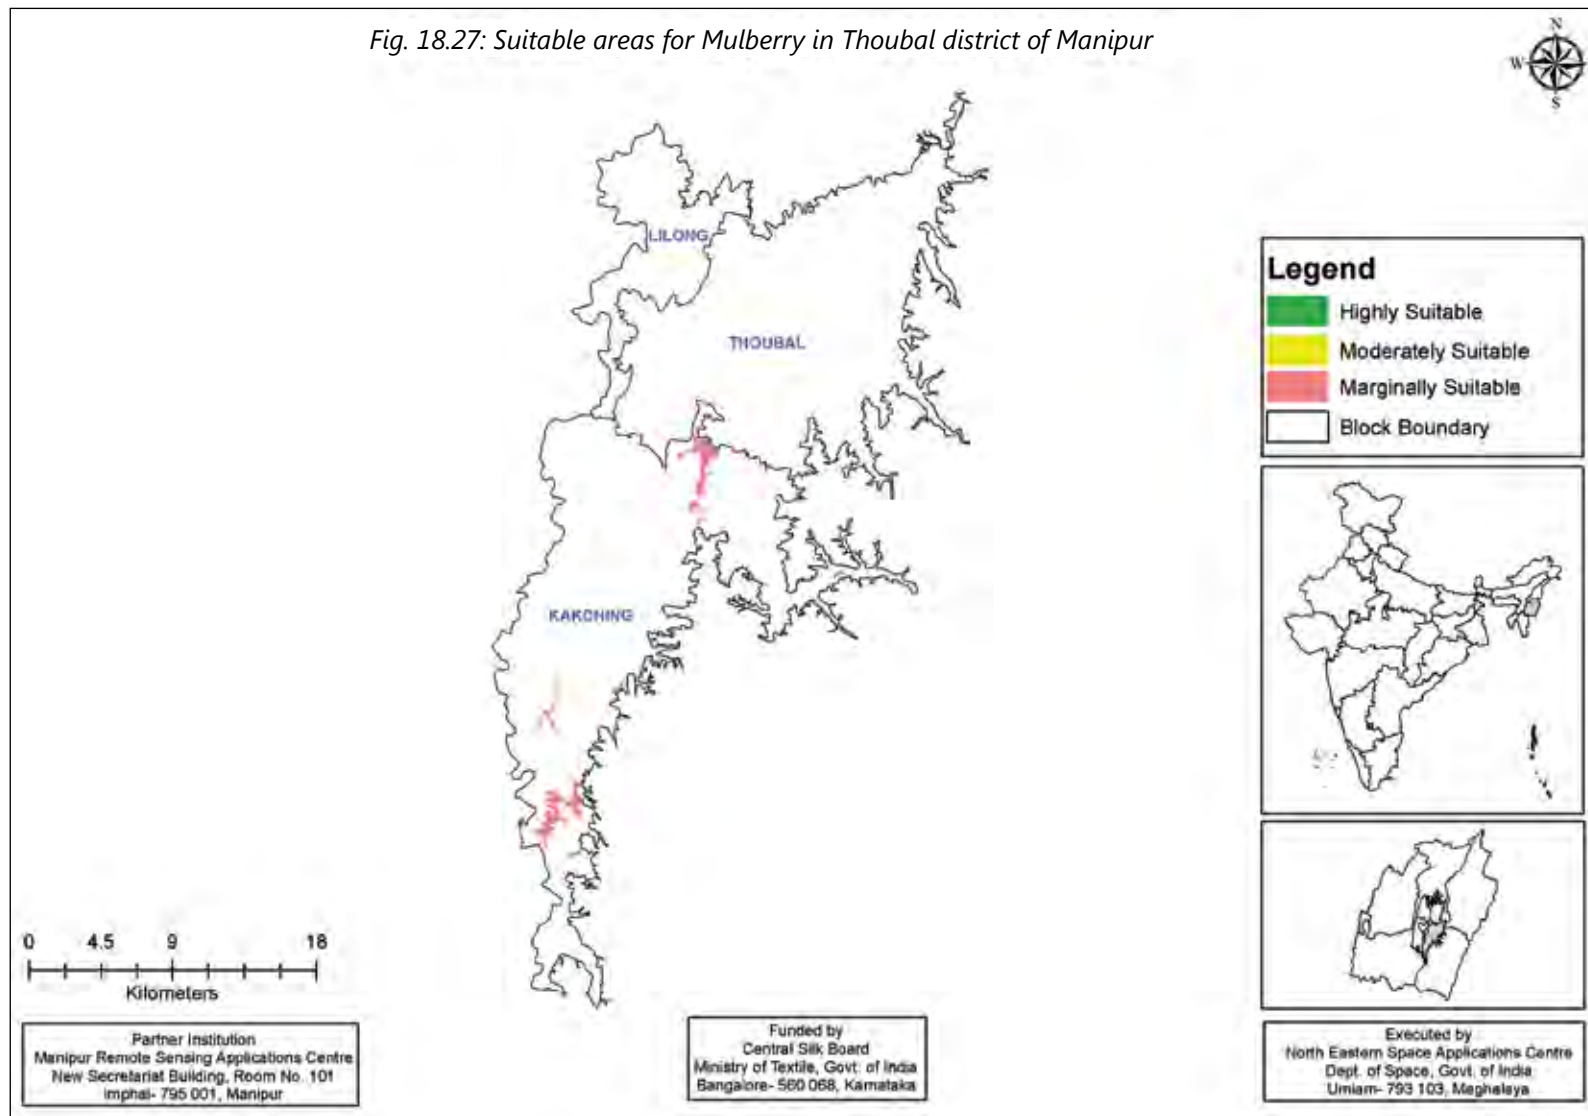 Fig. 18.27: Suitable areas for Mulberry in Thoubal district of Manipur
N
W
S
LILONG
THOUBAL
KAKCHING
Legend
Highly Suitable
Moderately Suitable
Marginally Suitable
Block Boundary
0 4.5 9 18
Kilometers
Partner Institution
Manipur Remote Sensing Applications Centre
New Secretariat Building, Room No. 101
Imphal- 795 001, Manipur
Funded by
Central Silk Board
Ministry of Textile, Govt. of India
Bangalore- 560 068, Karnataka
Executed by
North Eastern Space Applications Centre
Dept. of Space, Govt. of India
Umiam- 793 103, Meghalaya